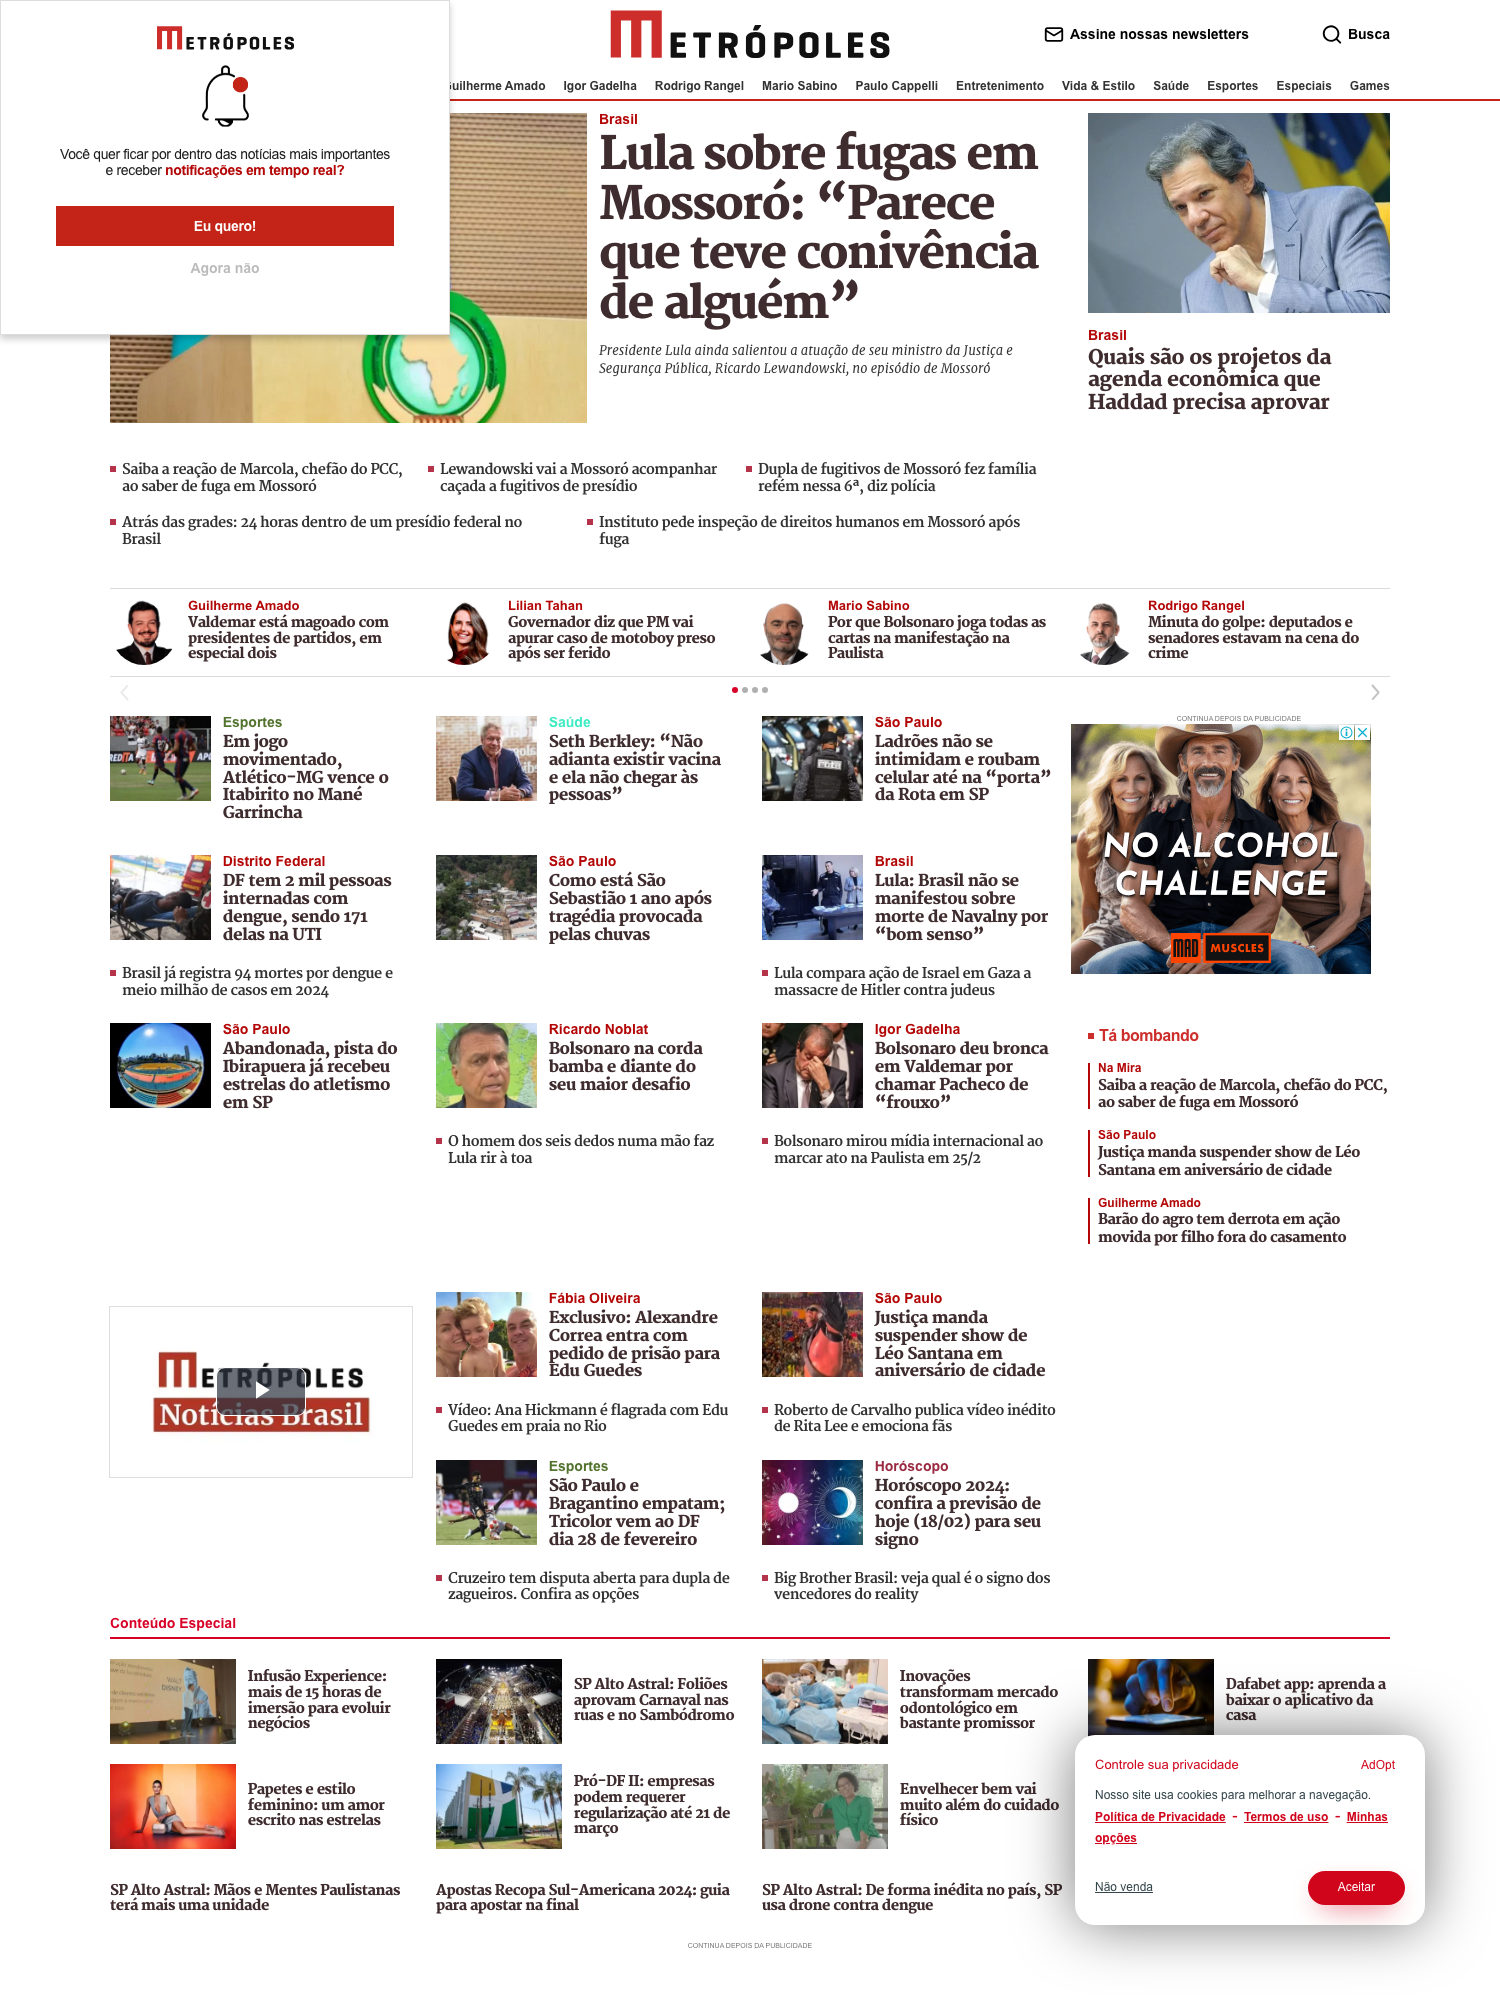 METRÓPOLES
Você quer ficar por dentro das notícias mais importantes
e receber notificações em tempo real?
Eu quero!
Agora não
METRÓPOLES
Assine nossas newsletters
Busca
Guilherme Amado Igor Gadelha Rodrigo Rangel Mario Sabino Paulo Cappelli Entretenimento Vida & Estilo Saúde Esportes Especiais Games
Brasil
Lula sobre fugas em
Mossoró: “Parece
que teve conivência
de alguém”
Presidente Lula ainda salientou a atuação de seu ministro da Justiça e
Segurança Pública, Ricardo Lewandowski, no episódio de Mossoró
Brasil
Quais são os projetos da
agenda econômica que
Haddad precisa aprovar
Saiba a reação de Marcola, chefão do PCC,
ao saber de fuga em Mossoró
Lewandowski vai a Mossoró acompanhar
caçada a fugitivos de presídio
Dupla de fugitivos de Mossoró fez família
refém nessa 6ª, diz polícia
Atrás das grades: 24 horas dentro de um presídio federal no
Brasil
Instituto pede inspeção de direitos humanos em Mossoró após
fuga
Guilherme Amado
Valdemar está magoado com
presidentes de partidos, em
especial dois
Lilian Tahan
Governador diz que PM vai
apurar caso de motoboy preso
após ser ferido
Mario Sabino
Por que Bolsonaro joga todas as
cartas na manifestação na
Paulista
Rodrigo Rangel
Minuta do golpe: deputados e
senadores estavam na cena do
crime
Esportes
Em jogo
movimentado,
Atlético-MG vence o
Itabirito no Mané
Garrincha
Saúde
Seth Berkley: “Não
adianta existir vacina
e ela não chegar às
pessoas”
São Paulo
Ladrões não se
intimidam e roubam
celular até na “porta”
da Rota em SP
CONTINUA DEPOIS DA PUBLICIDADE
NO ALCOHOL
CHALLENGE
MAD MUSCLES
Distrito Federal
DF tem 2 mil pessoas
internadas com
dengue, sendo 171
delas na UTI
São Paulo
Como está São
Sebastião 1 ano após
tragédia provocada
pelas chuvas
Brasil
Lula: Brasil não se
manifestou sobre
morte de Navalny por
“bom senso”
Brasil já registra 94 mortes por dengue e
meio milhão de casos em 2024
Lula compara ação de Israel em Gaza a
massacre de Hitler contra judeus
São Paulo
Abandonada, pista do
Ibirapuera já recebeu
estrelas do atletismo
em SP
Ricardo Noblat
Bolsonaro na corda
bamba e diante do
seu maior desafio
Igor Gadelha
Bolsonaro deu bronca
em Valdemar por
chamar Pacheco de
“frouxo”
O homem dos seis dedos numa mão faz
Lula rir à toa
Bolsonaro mirou mídia internacional ao
marcar ato na Paulista em 25/2
Tá bombando
Na Mira
Saiba a reação de Marcola, chefão do PCC,
ao saber de fuga em Mossoró
São Paulo
Justiça manda suspender show de Léo
Santana em aniversário de cidade
Guilherme Amado
Barão do agro tem derrota em ação
movida por filho fora do casamento
METRÓPOLES
Notícias Brasil
Fábia Oliveira
Exclusivo: Alexandre
Correa entra com
pedido de prisão para
Edu Guedes
São Paulo
Justiça manda
suspender show de
Léo Santana em
aniversário de cidade
Vídeo: Ana Hickmann é flagrada com Edu
Guedes em praia no Rio
Roberto de Carvalho publica vídeo inédito
de Rita Lee e emociona fãs
Esportes
São Paulo e
Bragantino empatam;
Tricolor vem ao DF
dia 28 de fevereiro
Horóscopo
Horóscopo 2024:
confira a previsão de
hoje (18/02) para seu
signo
Cruzeiro tem disputa aberta para dupla de
zagueiros. Confira as opções
Big Brother Brasil: veja qual é o signo dos
vencedores do reality
Conteúdo Especial
Infusão Experience:
mais de 15 horas de
imersão para evoluir
negócios
SP Alto Astral: Foliões
aprovam Carnaval nas
ruas e no Sambódromo
Inovações
transformam mercado
odontológico em
bastante promissor
Dafabet app: aprenda a
baixar o aplicativo da
casa
Papetes e estilo
feminino: um amor
escrito nas estrelas
Pró-DF II: empresas
podem requerer
regularização até 21 de
março
Envelhecer bem vai
muito além do cuidado
físico
SP Alto Astral: Mãos e Mentes Paulistanas
terá mais uma unidade
Apostas Recopa Sul-Americana 2024: guia
para apostar na final
SP Alto Astral: De forma inédita no país, SP
usa drone contra dengue
Controle sua privacidade
AdOpt
Nosso site usa cookies para melhorar a navegação.
Política de Privacidade - Termos de uso - Minhas
opções
Não venda
Aceitar
CONTINUA DEPOIS DA PUBLICIDADE